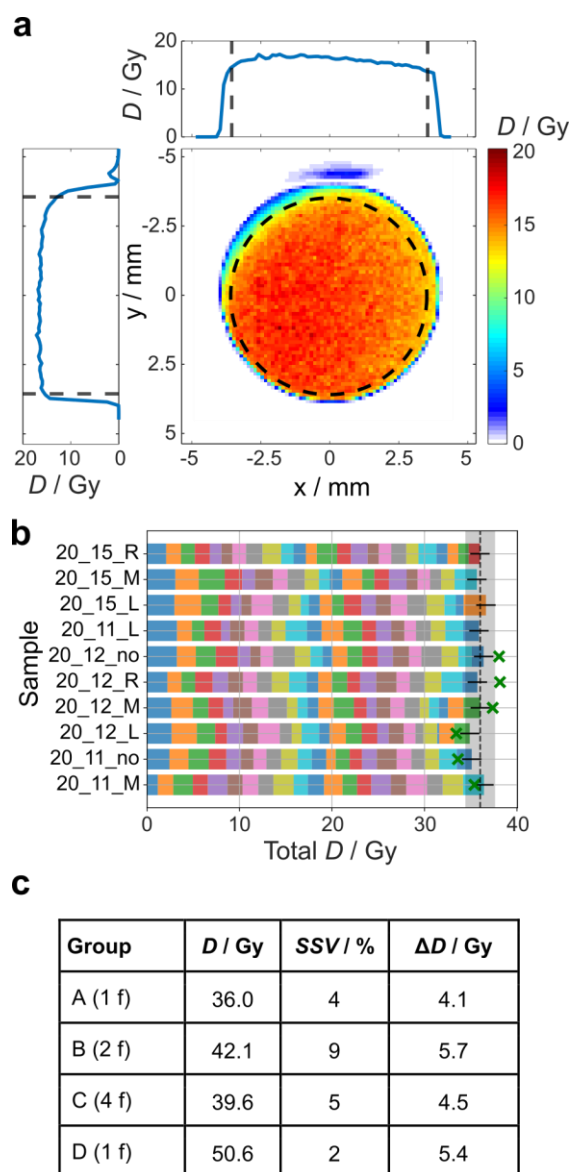 a
D / Gy
20
10
0
D / Gy
-5
-2.5
0
2.5
5
y / mm
20 10 0
D / Gy
-5 -2.5 0 2.5 5
x / mm
20
15
10
5
0
b
20_15_R
20_15_M
20_15_L
20_11_L
20_12_no
20_12_R
20_12_M
20_12_L
20_11_no
20_11_M
Sample
0 10 20 30 40
Total D / Gy
c
Group D / Gy SSV / % ΔD / Gy
A (1 f) 36.0 4 4.1
B (2 f) 42.1 9 5.7
C (4 f) 39.6 5 4.5
D (1 f) 50.6 2 5.4